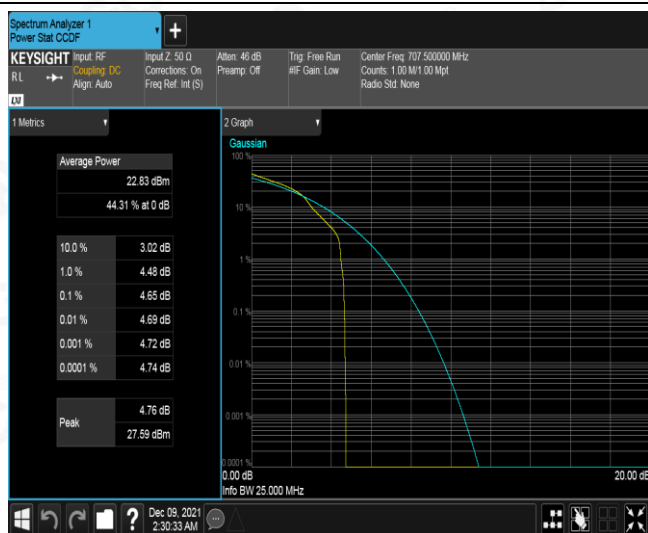 Spectrum Analyzer 1
Power Stat CCDF
+
KEYSIGHT
RL
LXI
Input: RF
Coupling: DC
Align: Auto
Input Z: 50 Ω
Corrections: On
Freq Ref: Int (S)
Atten: 46 dB
Preamp: Off
Trig: Free Run
#IF Gain: Low
Center Freq: 707.500000 MHz
Counts: 1.00 M/1.00 Mpt
Radio Std: None
1 Metrics
Average Power
22.83 dBm
44.31 % at 0 dB
10.0 % 3.02 dB
1.0 % 4.48 dB
0.1 % 4.65 dB
0.01 % 4.69 dB
0.001 % 4.72 dB
0.0001 % 4.74 dB
Peak
4.76 dB
27.59 dBm
2 Graph
Gaussian
100 %
10 %
1 %
0.1 %
0.01 %
0.001 %
0.0001 %
0.00 dB 20.00 dB
Info BW 25.000 MHz
?
Dec 09, 2021
2:30:33 AM